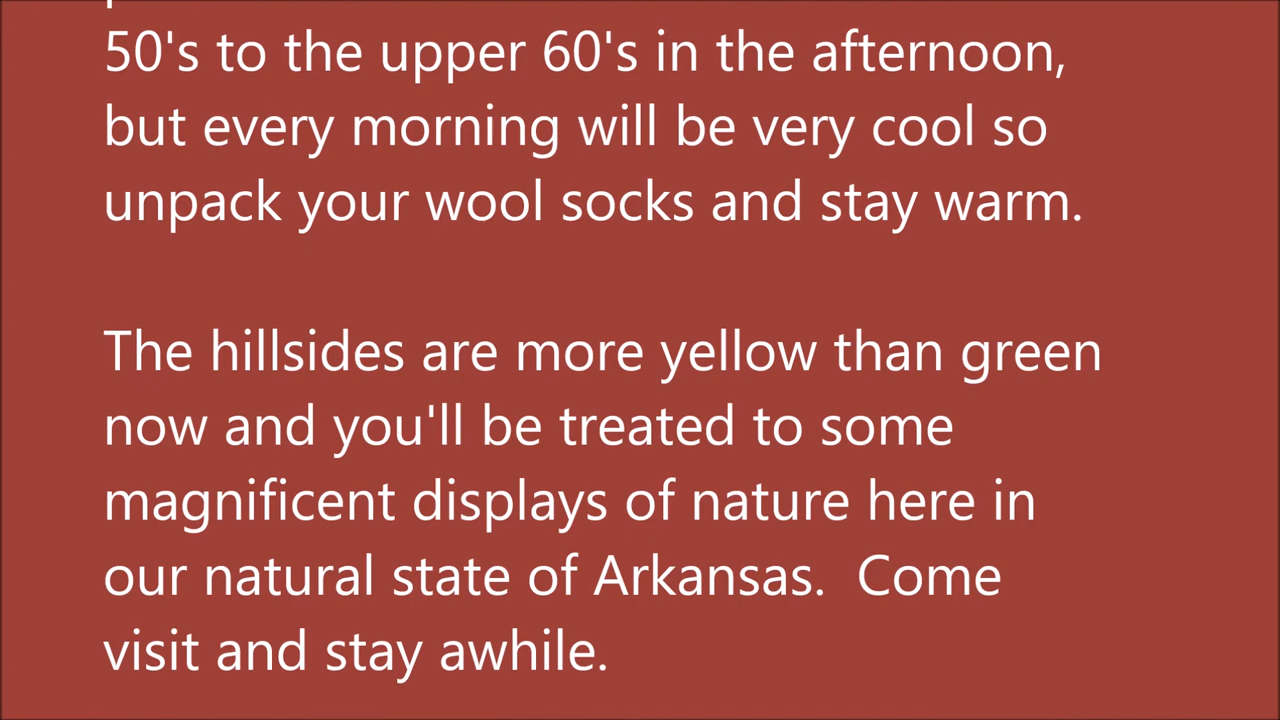 50's to the upper 60's in the afternoon,
but every morning will be very cool so
unpack your wool socks and stay warm.
The hillsides are more yellow than green
now and you'll be treated to some
magnificent displays of nature here in
our natural state of Arkansas.  Come
visit and stay awhile.